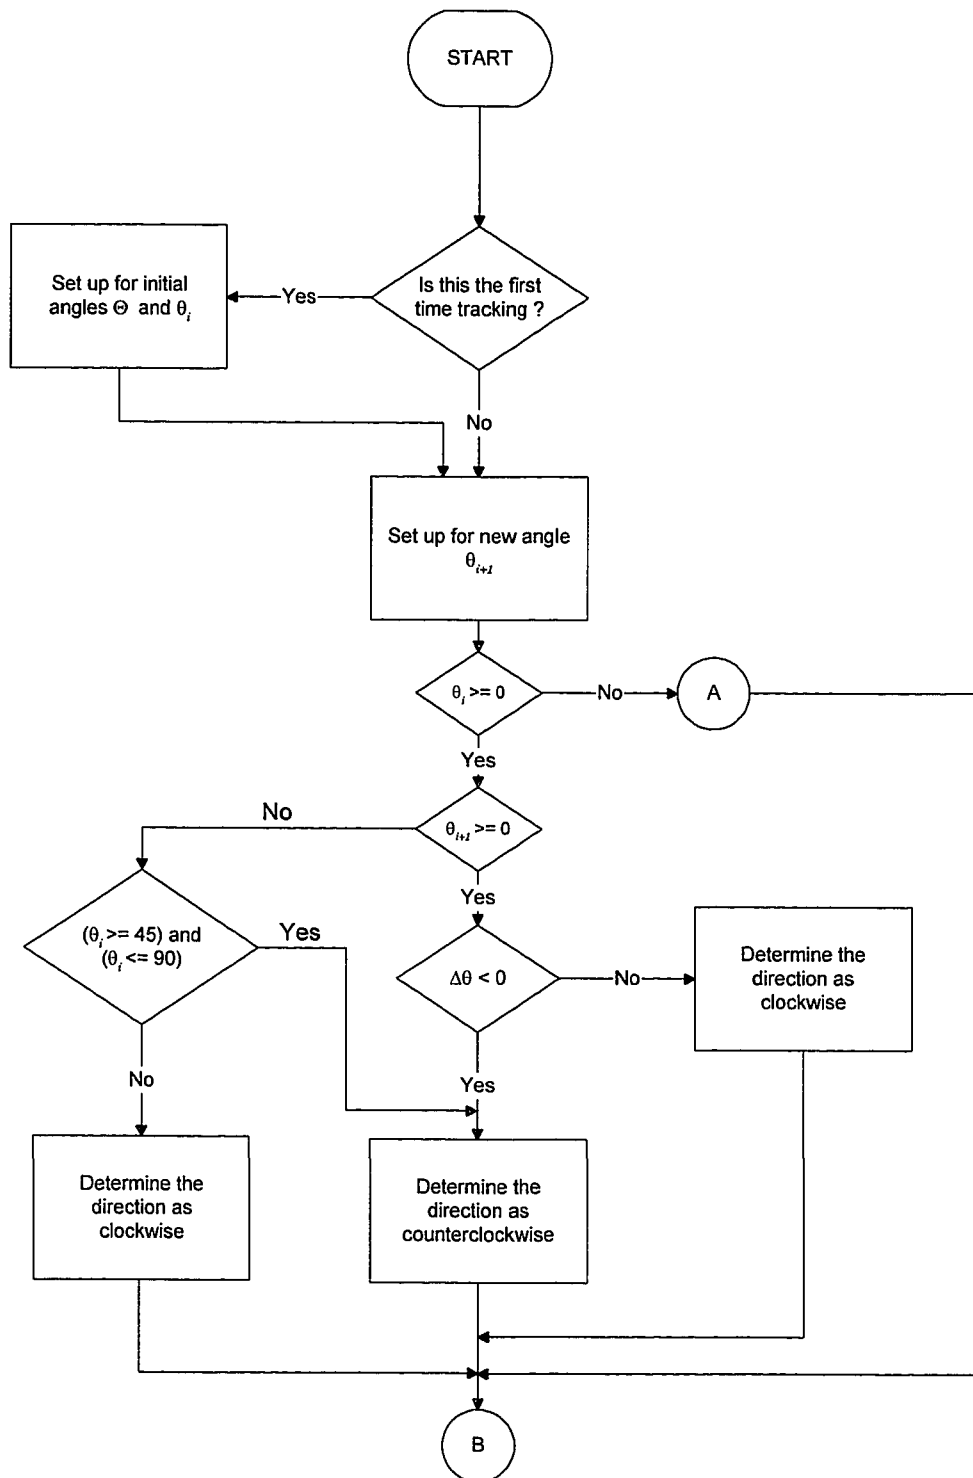 START
Is this the first
time tracking ?
Yes
Set up for initial
angles Θ and θi
No
Set up for new angle
θi+1
θi >= 0
No
A
Yes
θi+1 >= 0
No
Yes
(θi >= 45) and
(θi <= 90)
Yes
Δθ < 0
No
Determine the
direction as
clockwise
No
Yes
Determine the
direction as
clockwise
Determine the
direction as
counterclockwise
B